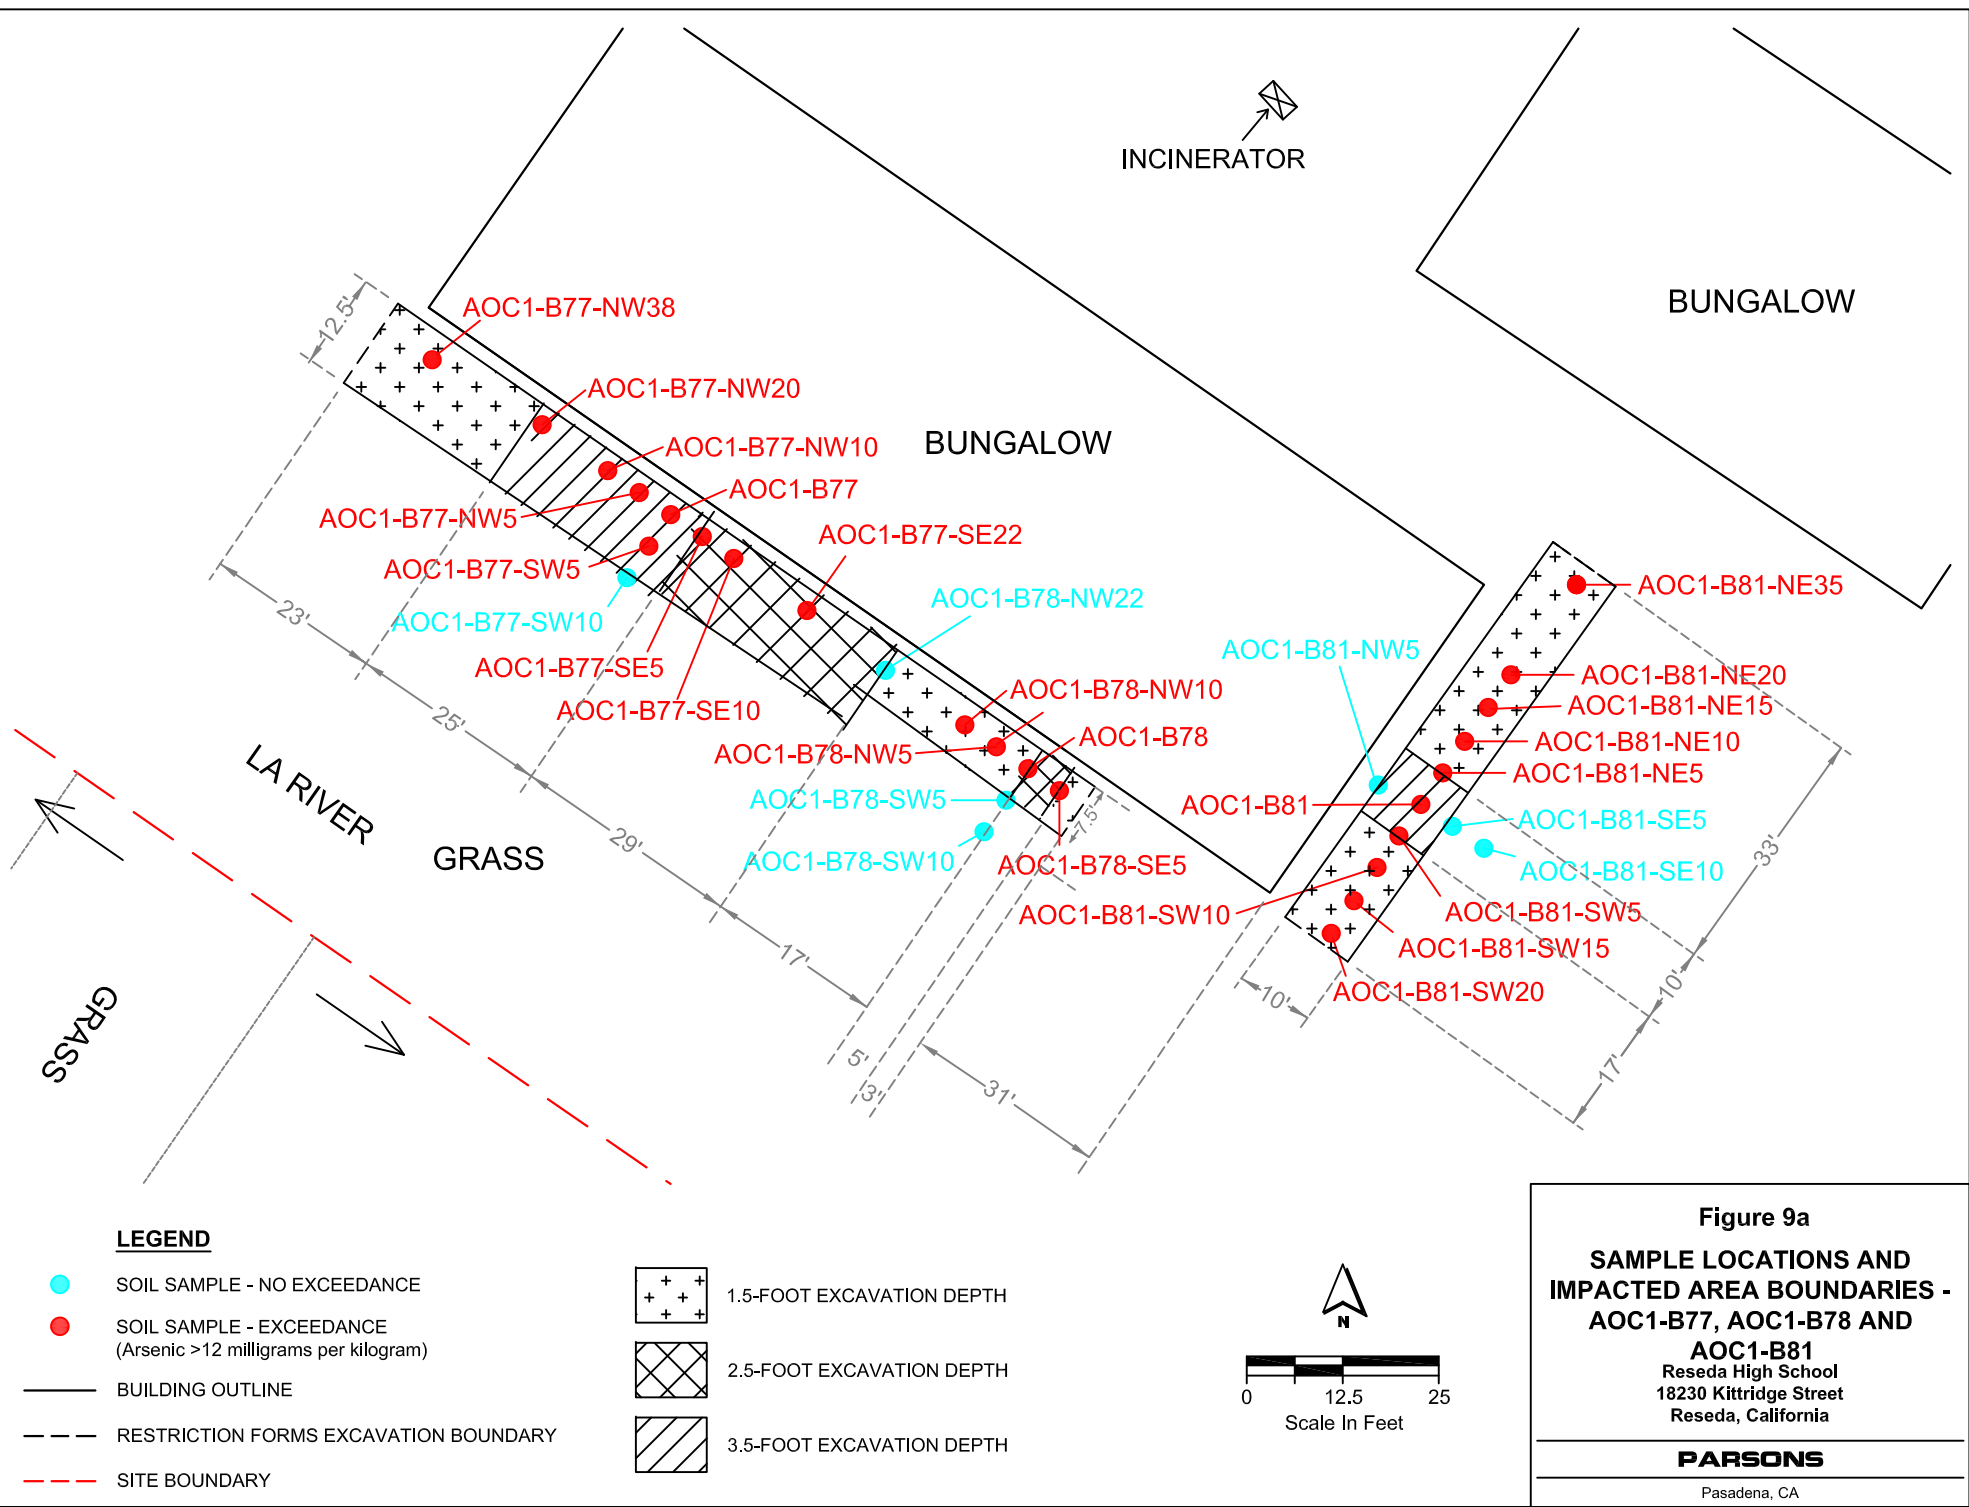 INCINERATOR
BUNGALOW
12.5'
AOC1-B77-NW38
AOC1-B77-NW20
BUNGALOW
AOC1-B77-NW10
AOC1-B77
AOC1-B77-NW5
AOC1-B77-SE22
AOC1-B77-SW5
AOC1-B81-NE35
AOC1-B78-NW22
23'
AOC1-B77-SW10
AOC1-B81-NW5
AOC1-B77-SE5
AOC1-B81-NE20
AOC1-B78-NW10
AOC1-B81-NE15
AOC1-B77-SE10
25'
AOC1-B78
AOC1-B81-NE10
AOC1-B78-NW5
AOC1-B81-NE5
LA RIVER
AOC1-B78-SW5
AOC1-B81
AOC1-B81-SE5
7.5'
29'
33'
GRASS
AOC1-B78-SW10
AOC1-B78-SE5
AOC1-B81-SE10
AOC1-B81-SW10
AOC1-B81-SW5
17'
AOC1-B81-SW15
10'
AOC1-B81-SW20
10'
GRASS
5'
3'
31'
17'
LEGEND
SOIL SAMPLE - NO EXCEEDANCE
SOIL SAMPLE - EXCEEDANCE
(Arsenic >12 milligrams per kilogram)
BUILDING OUTLINE
RESTRICTION FORMS EXCAVATION BOUNDARY
SITE BOUNDARY
1.5-FOOT EXCAVATION DEPTH
2.5-FOOT EXCAVATION DEPTH
3.5-FOOT EXCAVATION DEPTH
N
0 12.5 25
Scale In Feet
Figure 9a
SAMPLE LOCATIONS AND
IMPACTED AREA BOUNDARIES -
AOC1-B77, AOC1-B78 AND
AOC1-B81
Reseda High School
18230 Kittridge Street
Reseda, California
PARSONS
Pasadena, CA